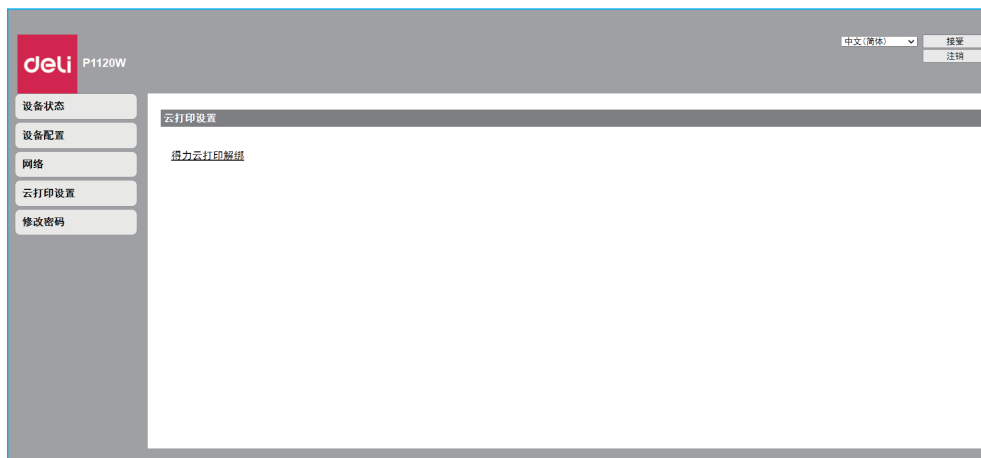 deli P1120W
中文(简体)
接受
注销
设备状态
设备配置
网络
云打印设置
修改密码
云打印设置
得力云打印解绑